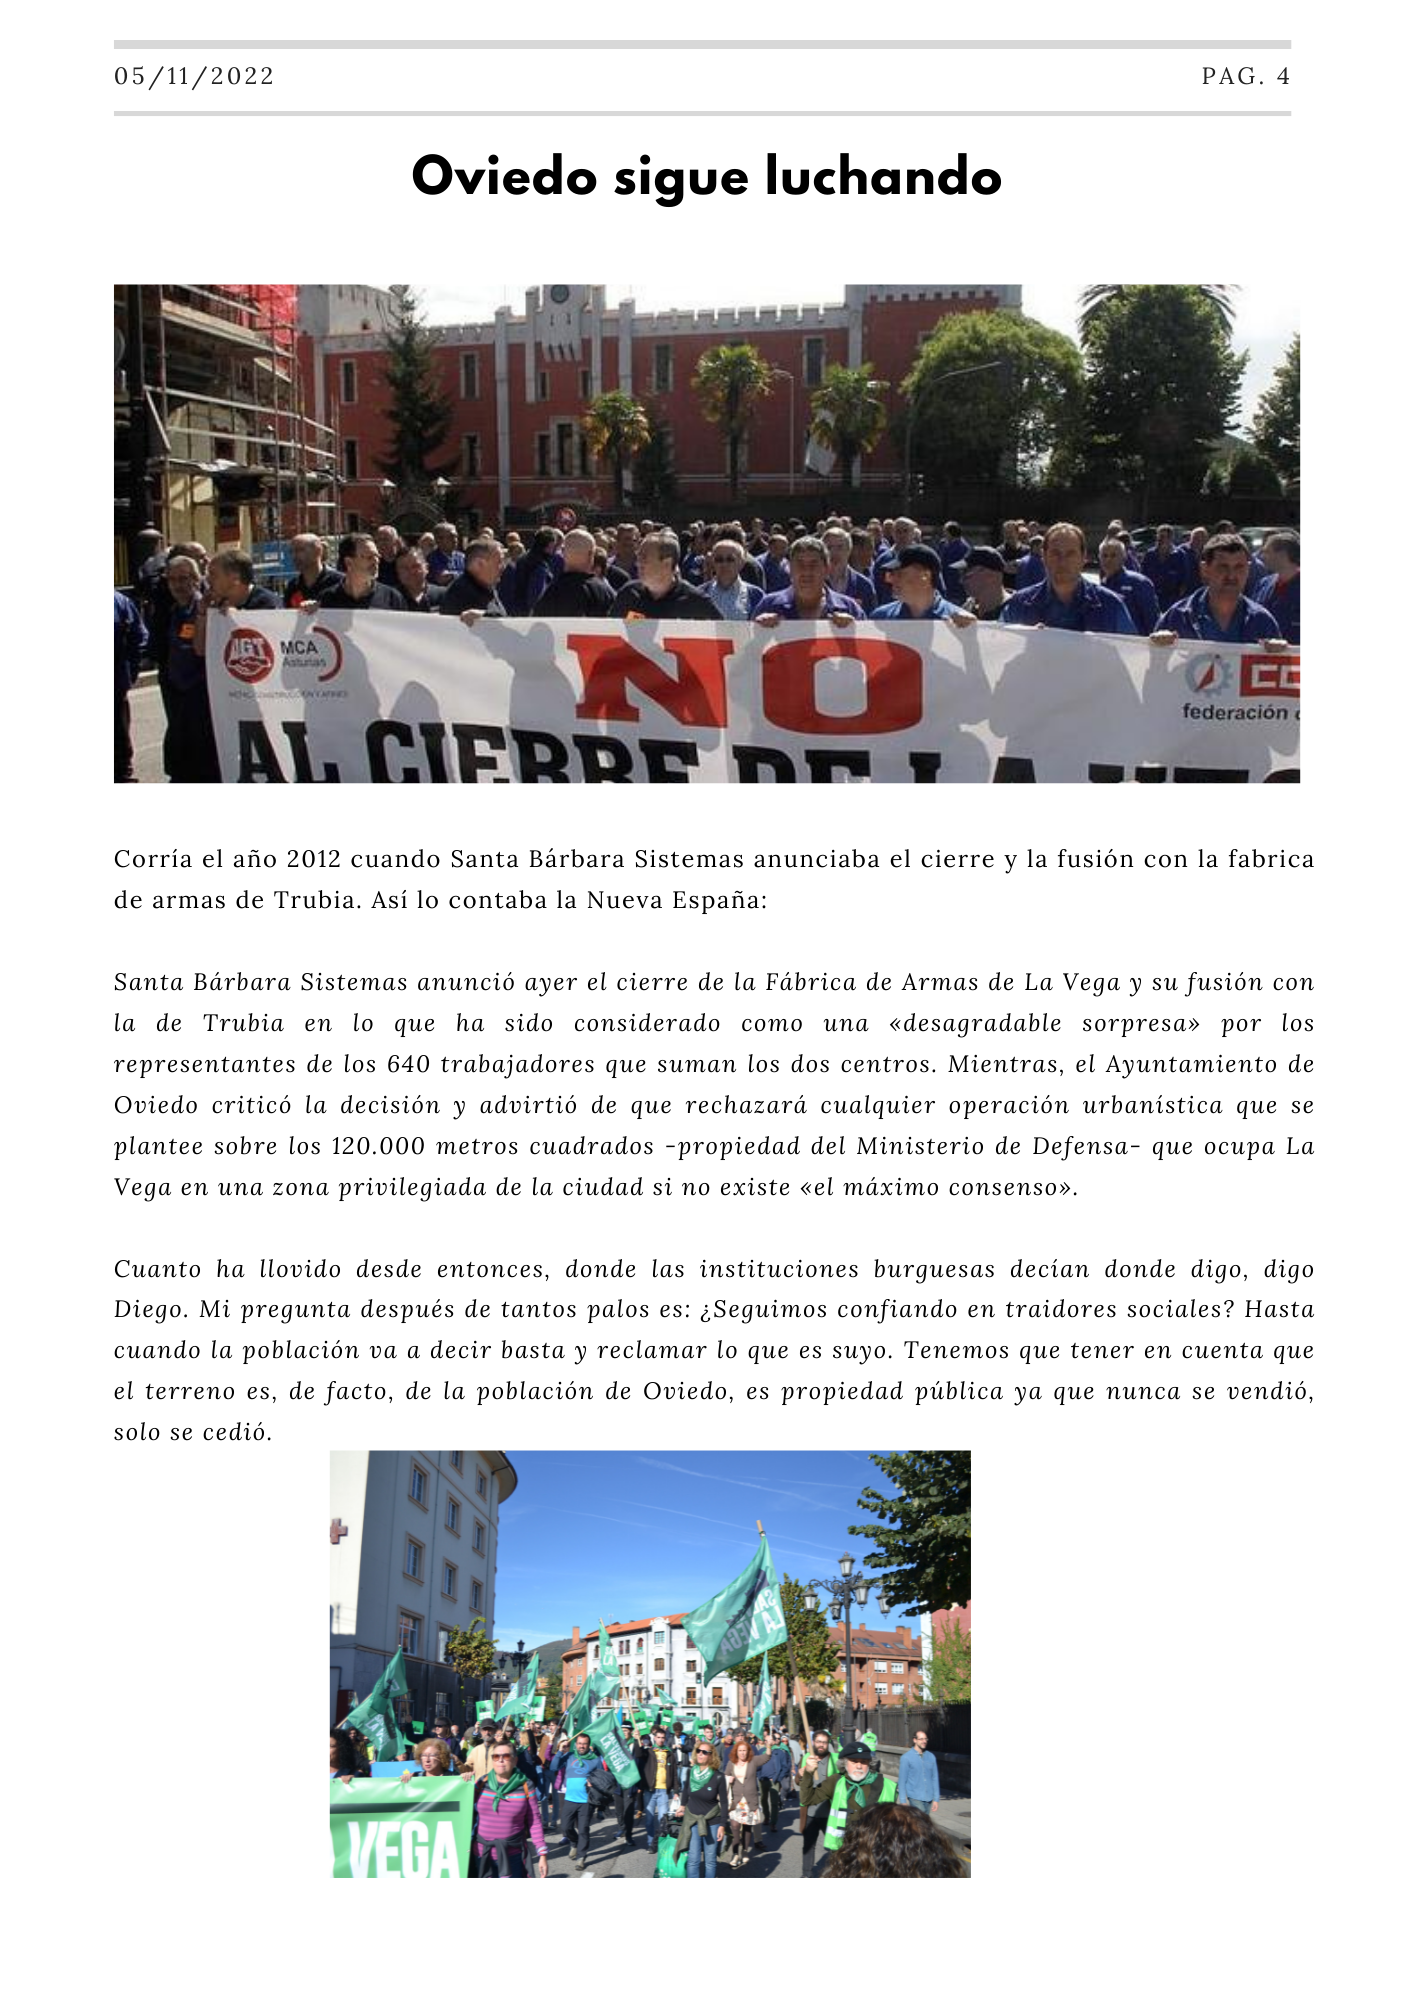 05/11/2022
PAG. 4
Oviedo sigue luchando
UGT
MCA
Asturias
NO
federación
AL CIERRE DE LA
Corría el año 2012 cuando Santa Bárbara Sistemas anunciaba el cierre y la fusión con la fabrica
de armas de Trubia. Así lo contaba la Nueva España:
Santa Bárbara Sistemas anunció ayer el cierre de la Fábrica de Armas de La Vega y su fusión con
la de Trubia en lo que ha sido considerado como una «desagradable sorpresa» por los
representantes de los 640 trabajadores que suman los dos centros. Mientras, el Ayuntamiento de
Oviedo criticó la decisión y advirtió de que rechazará cualquier operación urbanística que se
plantee sobre los 120.000 metros cuadrados -propiedad del Ministerio de Defensa- que ocupa La
Vega en una zona privilegiada de la ciudad si no existe «el máximo consenso».
Cuanto ha llovido desde entonces, donde las instituciones burguesas decían donde digo, digo
Diego. Mi pregunta después de tantos palos es: ¿Seguimos confiando en traidores sociales? Hasta
cuando la población va a decir basta y reclamar lo que es suyo. Tenemos que tener en cuenta que
el terreno es, de facto, de la población de Oviedo, es propiedad pública ya que nunca se vendió,
solo se cedió.
LA VEGA
LA VEGA
VEGA